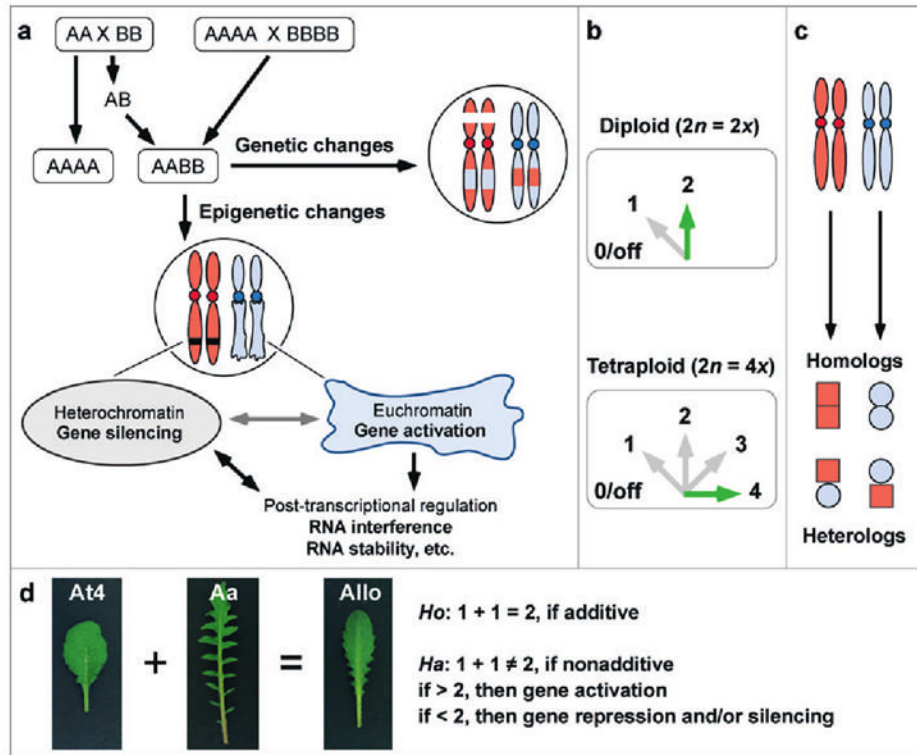 a
AA X BB
AAAA X BBBB
AB
AAAA
AABB
Genetic changes
Epigenetic changes
Heterochromatin
Gene silencing
Euchromatin
Gene activation
Post-transcriptional regulation
RNA interference
RNA stability, etc.
b
Diploid (2n = 2x)
2
1
0/off
Tetraploid (2n = 4x)
2
1
3
0/off
4
c
Homologs
Heterologs
d
At4
+
Aa
=
Allo
Ho: 1 + 1 = 2, if additive
Ha: 1 + 1 ≠ 2, if nonadditive
if > 2, then gene activation
if < 2, then gene repression and/or silencing